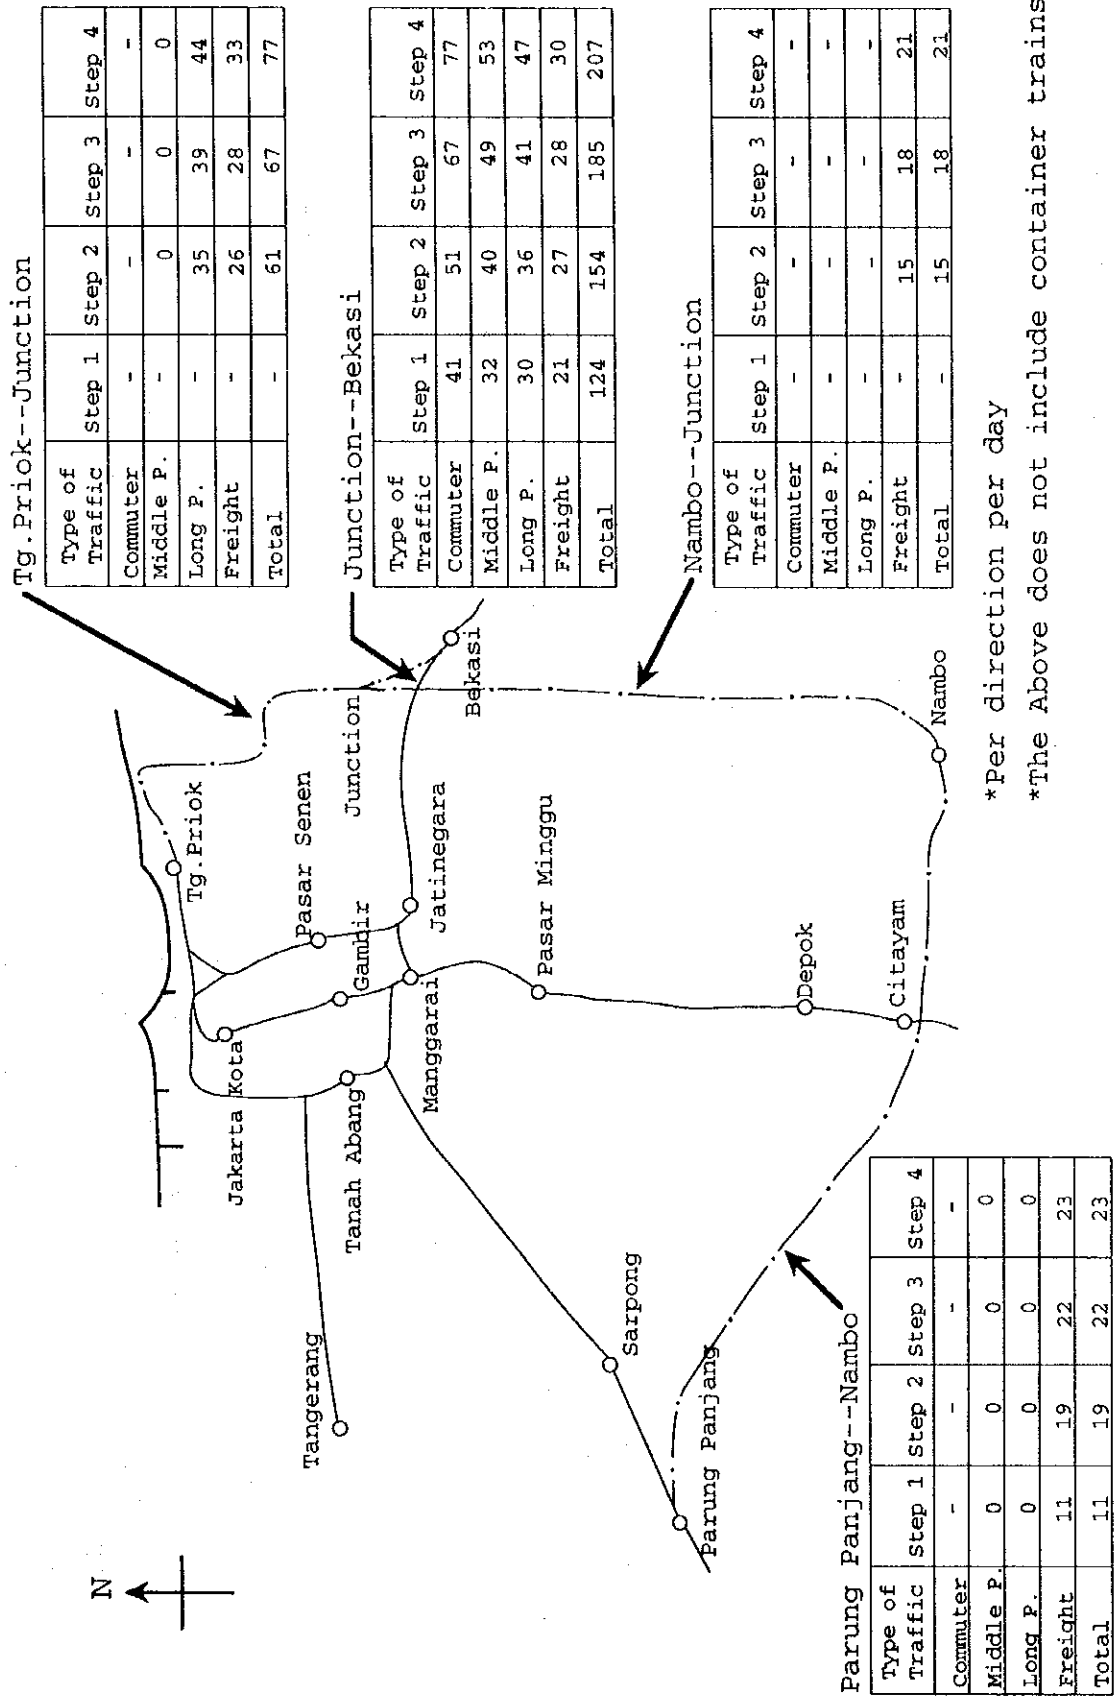 N
Tg.Priok--Junction
Type of Traffic Step 1 Step 2 Step 3 Step 4
Commuter - - - -
Middle P. - 0 0 0
Long P. - 35 39 44
Freight - 26 28 33
Total - 61 67 77
Junction--Bekasi
Type of Traffic Step 1 Step 2 Step 3 Step 4
Commuter 41 51 67 77
Middle P. 32 40 49 53
Long P. 30 36 41 47
Freight 21 27 28 30
Total 124 154 185 207
Nambo--Junction
Type of Traffic Step 1 Step 2 Step 3 Step 4
Commuter - - - -
Middle P. - - - -
Long P. - - - -
Freight - 15 18 21
Total - 15 18 21
Tg.Priok
Pasar Senen
Junction
Jakarta Kota
Gambir
Tangerang
Tanah Abang
Manggarai
Jatinegara
Bekasi
Pasar Minggu
Sarpong
Depok
Parung Panjang
Citayam
Nambo
Parung Panjang--Nambo
Type of Traffic Step 1 Step 2 Step 3 Step 4
Commuter - - - -
Middle P. 0 0 0 0
Long P. 0 0 0 0
Freight 11 19 22 23
Total 11 19 22 23
*Per direction per day
*The Above does not include container trains